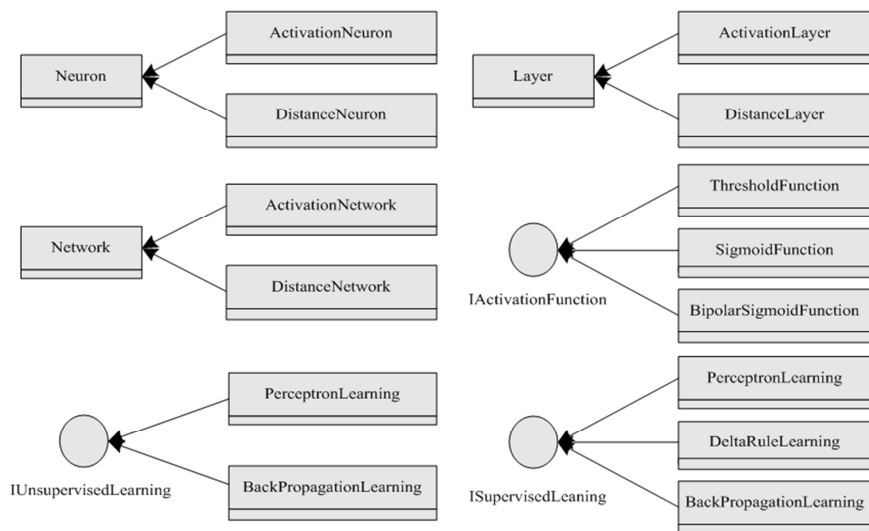 ActivationNeuron
Neuron
DistanceNeuron
ActivationLayer
Layer
DistanceLayer
ActivationNetwork
Network
DistanceNetwork
ThresholdFunction
SigmoidFunction
IActivationFunction
BipolarSigmoidFunction
PerceptronLearning
IUnsupervisedLearning
BackPropagationLearning
PerceptronLearning
DeltaRuleLearning
ISupervisedLeaning
BackPropagationLearning